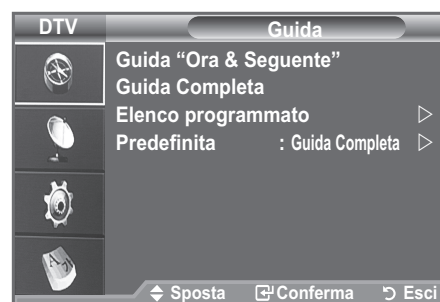 DTV Guida
Guida “Ora & Seguente”
Guida Completa
Elenco programmato
Predefinita : Guida Completa
Sposta Conferma Esci